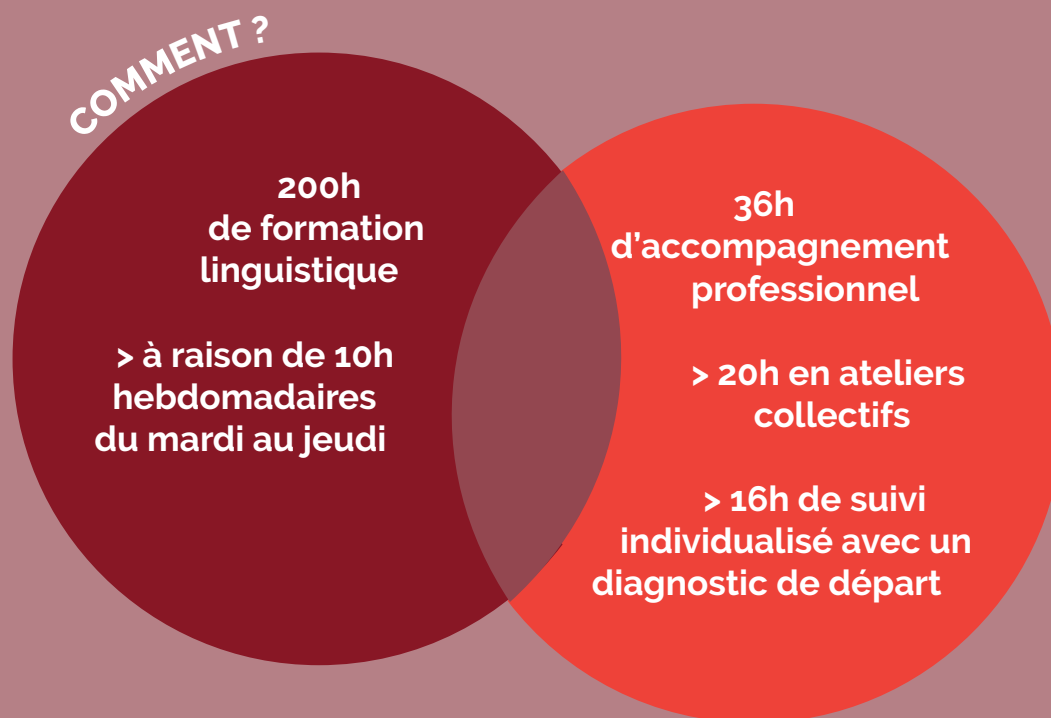 COMMENT ?
200h
de formation
linguistique
> à raison de 10h
hebdomadaires
du mardi au jeudi
36h
d’accompagnement
professionnel
> 20h en ateliers
collectifs
> 16h de suivi
individualisé avec un
diagnostic de départ